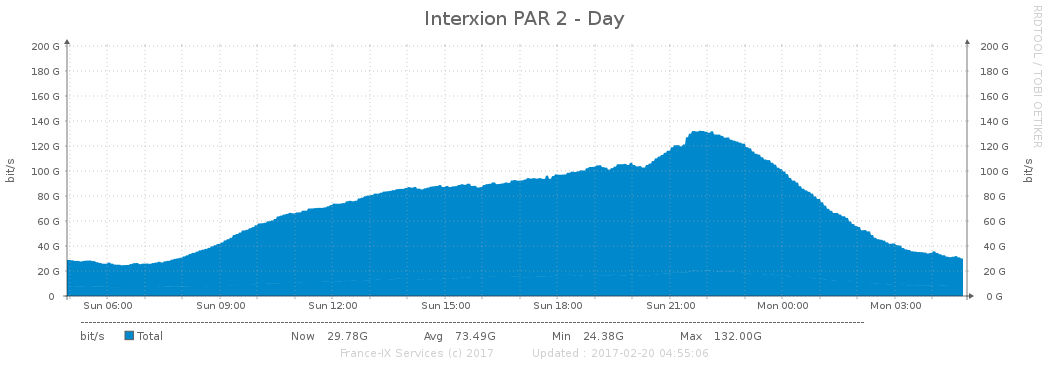 Interxion PAR 2 - Day
RRDTOOL / TOBI OETIKER
200 G 200 G
180 G 180 G
160 G 160 G
140 G 140 G
120 G 120 G
100 G 100 G
80 G 80 G
60 G 60 G
40 G 40 G
20 G 20 G
0 0 G
bit/s bit/s
Sun 06:00 Sun 09:00 Sun 12:00 Sun 15:00 Sun 18:00 Sun 21:00 Mon 00:00 Mon 03:00
bit/s Total Now 29.78G Avg 73.49G Min 24.38G Max 132.00G
France-IX Services (c) 2017 Updated : 2017-02-20 04:55:06